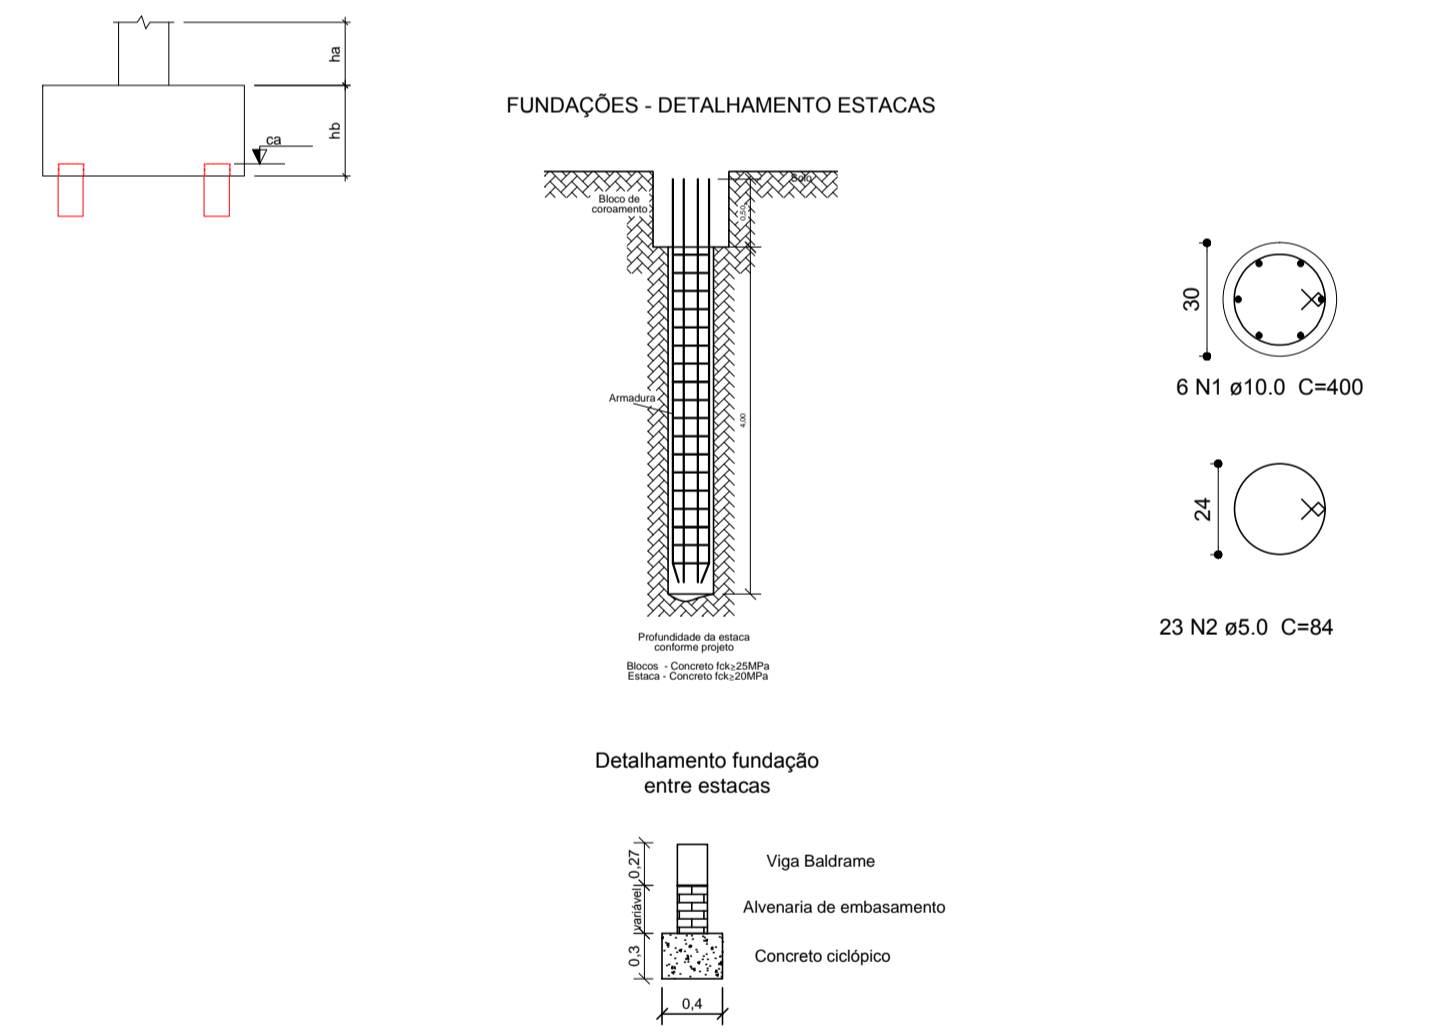 ha
hb
ca
FUNDAÇÕES - DETALHAMENTO ESTACAS
Solo
Bloco de
coroamento
0.50
Armadura
4.00
Profundidade da estaca
conforme projeto
Blocos - Concreto fck≥25MPa
Estaca - Concreto fck≥20MPa
30
6 N1 ø10.0 C=400
24
23 N2 ø5.0 C=84
Detalhamento fundação
entre estacas
0,27
Viga Baldrame
variável
Alvenaria de embasamento
0,3
Concreto ciclópico
0,4